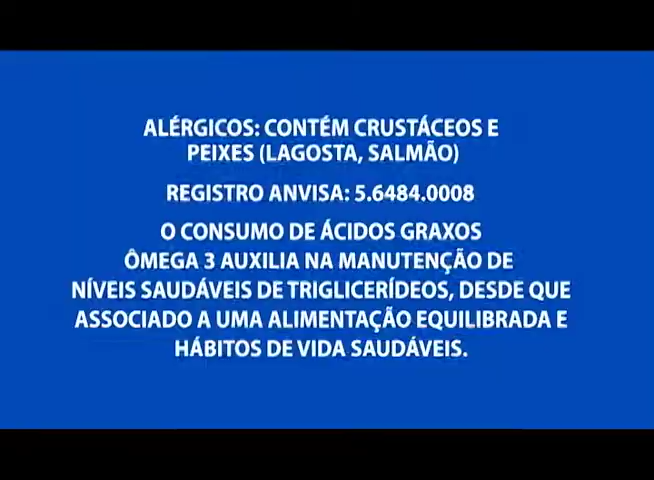 ALÉRGICOS: CONTÉM CRUSTÁCEOS E
PEIXES (LAGOSTA, SALMÃO)
REGISTRO ANVISA: 5.6484.0008
O CONSUMO DE ÁCIDOS GRAXOS
ÔMEGA 3 AUXILIA NA MANUTENÇÃO DE
NÍVEIS SAUDÁVEIS DE TRIGLICERÍDEOS, DESDE QUE
ASSOCIADO A UMA ALIMENTAÇÃO EQUILIBRADA E
HÁBITOS DE VIDA SAUDÁVEIS.